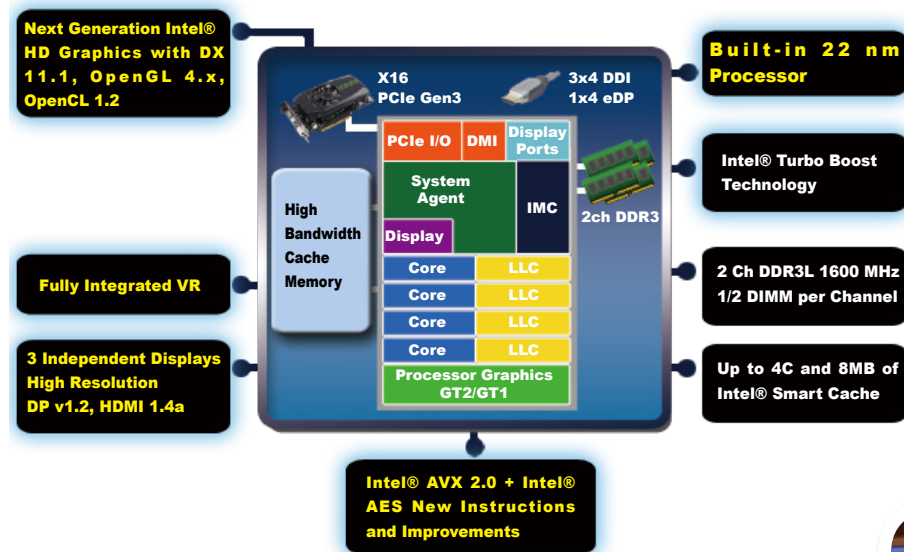 Next Generation Intel®
HD Graphics with DX
11.1, OpenGL 4.x,
OpenCL 1.2
Fully Integrated VR
3 Independent Displays
High Resolution
DP v1.2, HDMI 1.4a
X16
PCIe Gen3
3x4 DDI
1x4 eDP
PCIe I/O
DMI
Display
Ports
System
Agent
IMC
Display
2ch DDR3
High
Bandwidth
Cache
Memory
Core
LLC
Core
LLC
Core
LLC
Core
LLC
Processor Graphics
GT2/GT1
Built-in 22 nm
Processor
Intel® Turbo Boost
Technology
2 Ch DDR3L 1600 MHz
1/2 DIMM per Channel
Up to 4C and 8MB of
Intel® Smart Cache
Intel® AVX 2.0 + Intel®
AES New Instructions
and Improvements